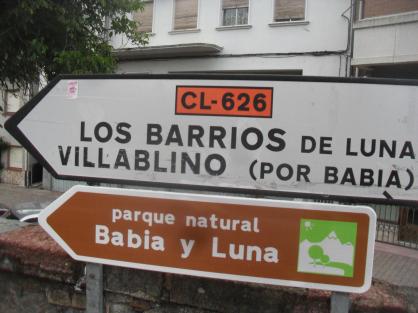 CL-626
LOS BARRIOS DE LUNA
VILLABLINO (POR BABIA)
parque natural
Babia y Luna